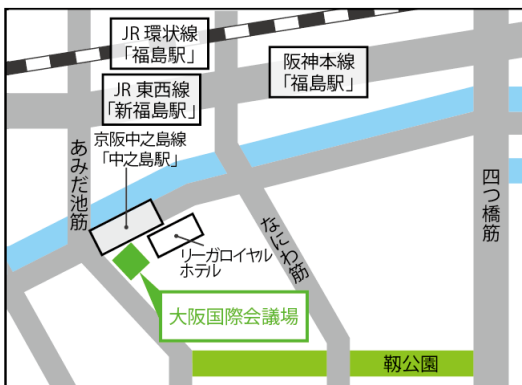 JR 環状線
「福島駅」
阪神本線
「福島駅」
JR 東西線
「新福島駅」
京阪中之島線
「中之島駅」
あみだ池筋
四つ橋筋
なにわ筋
リーガロイヤル
ホテル
大阪国際会議場
靱公園